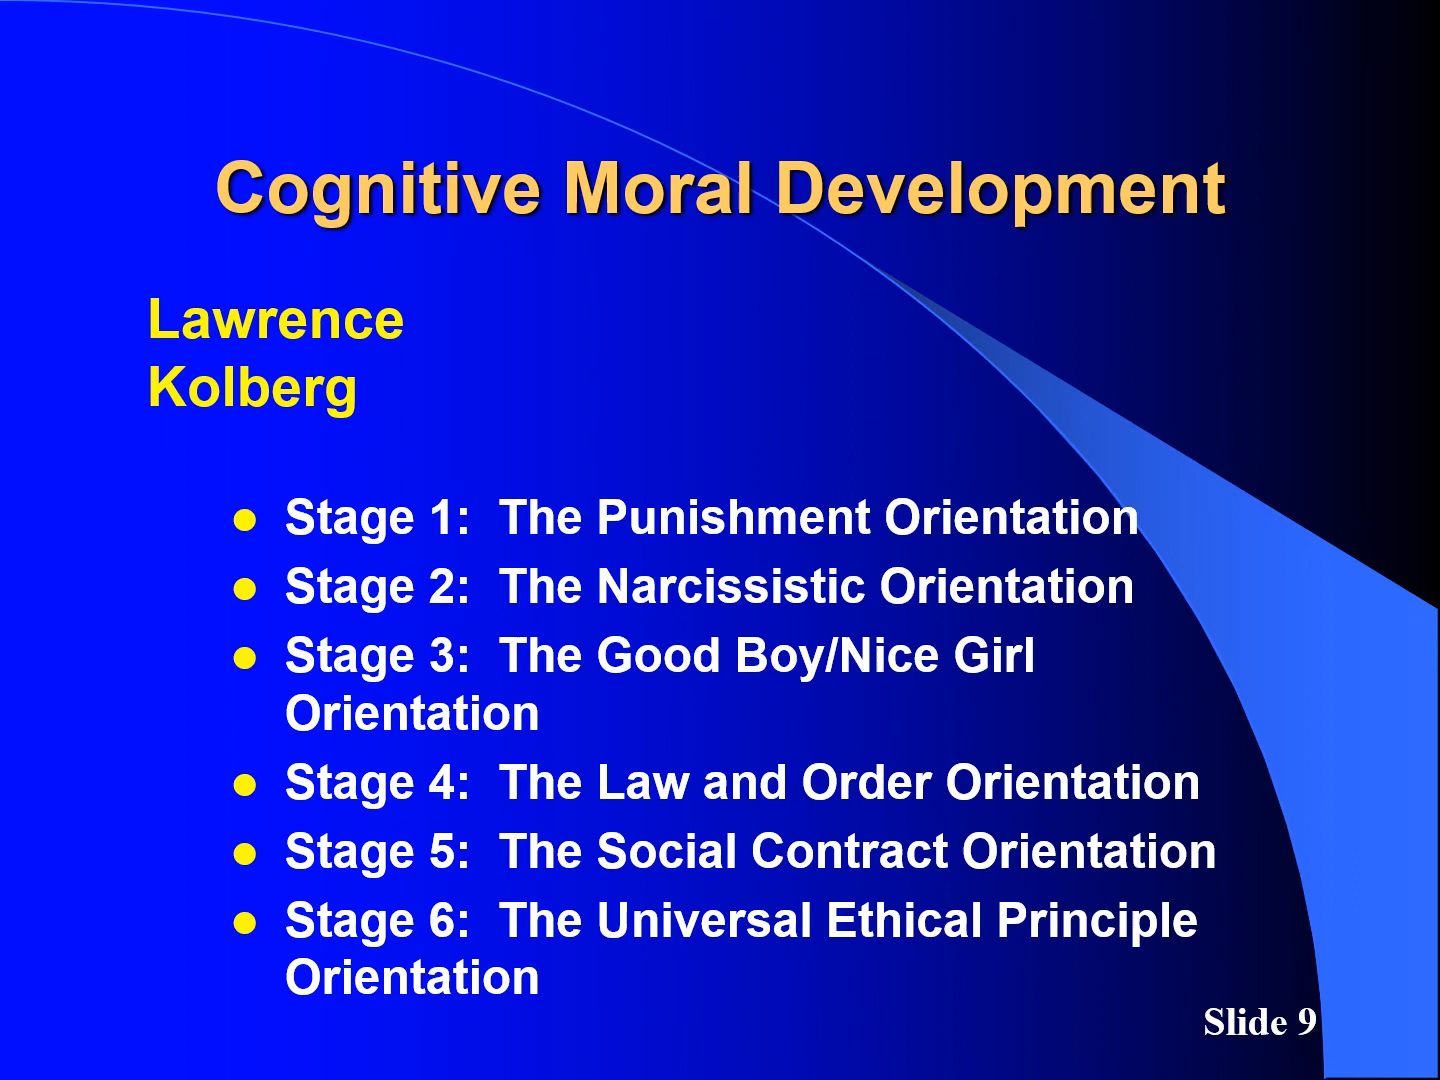 Cognitive Moral Development
Lawrence
Kolberg
Stage 1:  The Punishment Orientation
Stage 2:  The Narcissistic Orientation
Stage 3:  The Good Boy/Nice Girl
Orientation
Stage 4:  The Law and Order Orientation
Stage 5:  The Social Contract Orientation
Stage 6:  The Universal Ethical Principle
Orientation
Slide 9